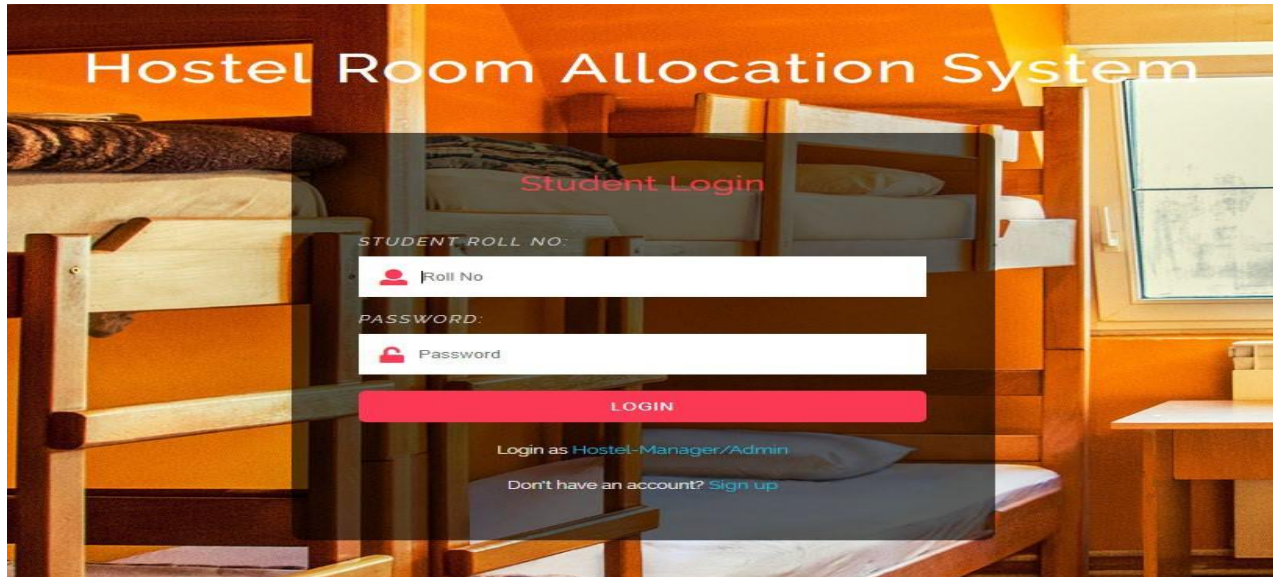 Hostel Room Allocation System
Student Login
STUDENT ROLL NO:
Roll No
PASSWORD:
Password
LOGIN
Login as Hostel-Manager/Admin
Don't have an account? Sign up